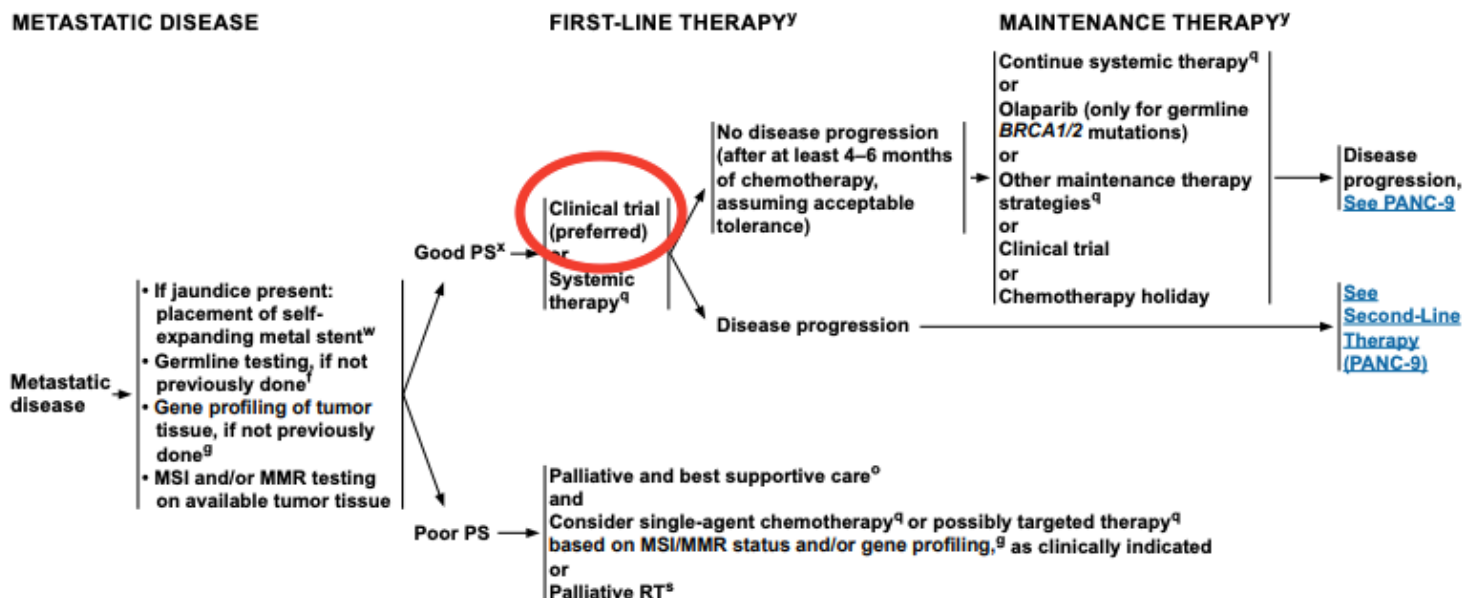 METASTATIC DISEASE
FIRST-LINE THERAPYʸ
MAINTENANCE THERAPYʸ
Metastatic
disease
• If jaundice present:
placement of self-
expanding metal stentʷ
• Germline testing, if not
previously doneᶠ
• Gene profiling of tumor
tissue, if not previously
doneᵍ
• MSI and/or MMR testing
on available tumor tissue
Good PSˣ
Clinical trial
(preferred)
or
Systemic
therapy^q
No disease progression
(after at least 4–6 months
of chemotherapy,
assuming acceptable
tolerance)
Continue systemic therapy^q
or
Olaparib (only for germline
BRCA1/2 mutations)
or
Other maintenance therapy
strategies^q
or
Clinical trial
or
Chemotherapy holiday
Disease
progression,
See PANC-9
Disease progression
See
Second-Line
Therapy
(PANC-9)
Poor PS
Palliative and best supportive careᵒ
and
Consider single-agent chemotherapy^q or possibly targeted therapy^q
based on MSI/MMR status and/or gene profiling,ᵍ as clinically indicated
or
Palliative RTˢ